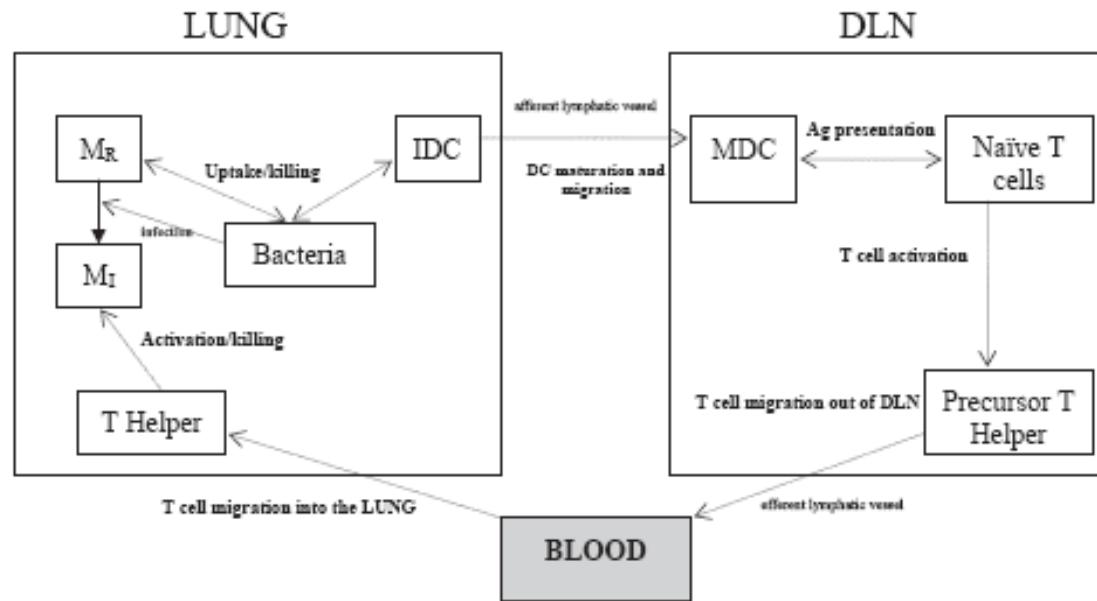 LUNG
DLN
MR
IDC
Uptake/killing
infection
Bacteria
MI
Activation/killing
T Helper
afferent lymphatic vessel
DC maturation and
migration
MDC
Ag presentation
Naïve T
cells
T cell activation
T cell migration out of DLN
Precursor T
Helper
efferent lymphatic vessel
T cell migration into the LUNG
BLOOD